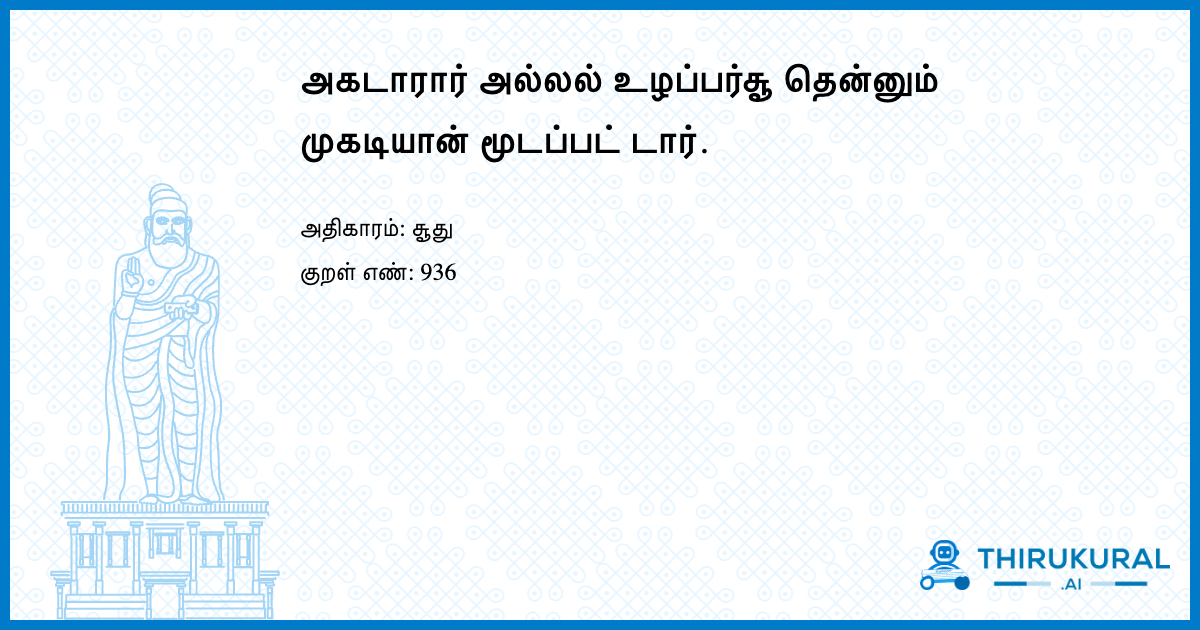 அகடாரார் அல்லல் உழப்பர்சூ தென்னும்
முகடியான் மூடப்பட் டார்.
அதிகாரம்: சூது
குறள் எண்: 936
THIRUKURAL
.AI